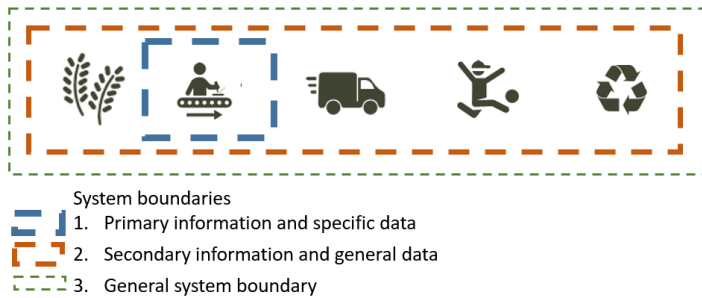 System boundaries
1. Primary information and specific data
2. Secondary information and general data
3. General system boundary